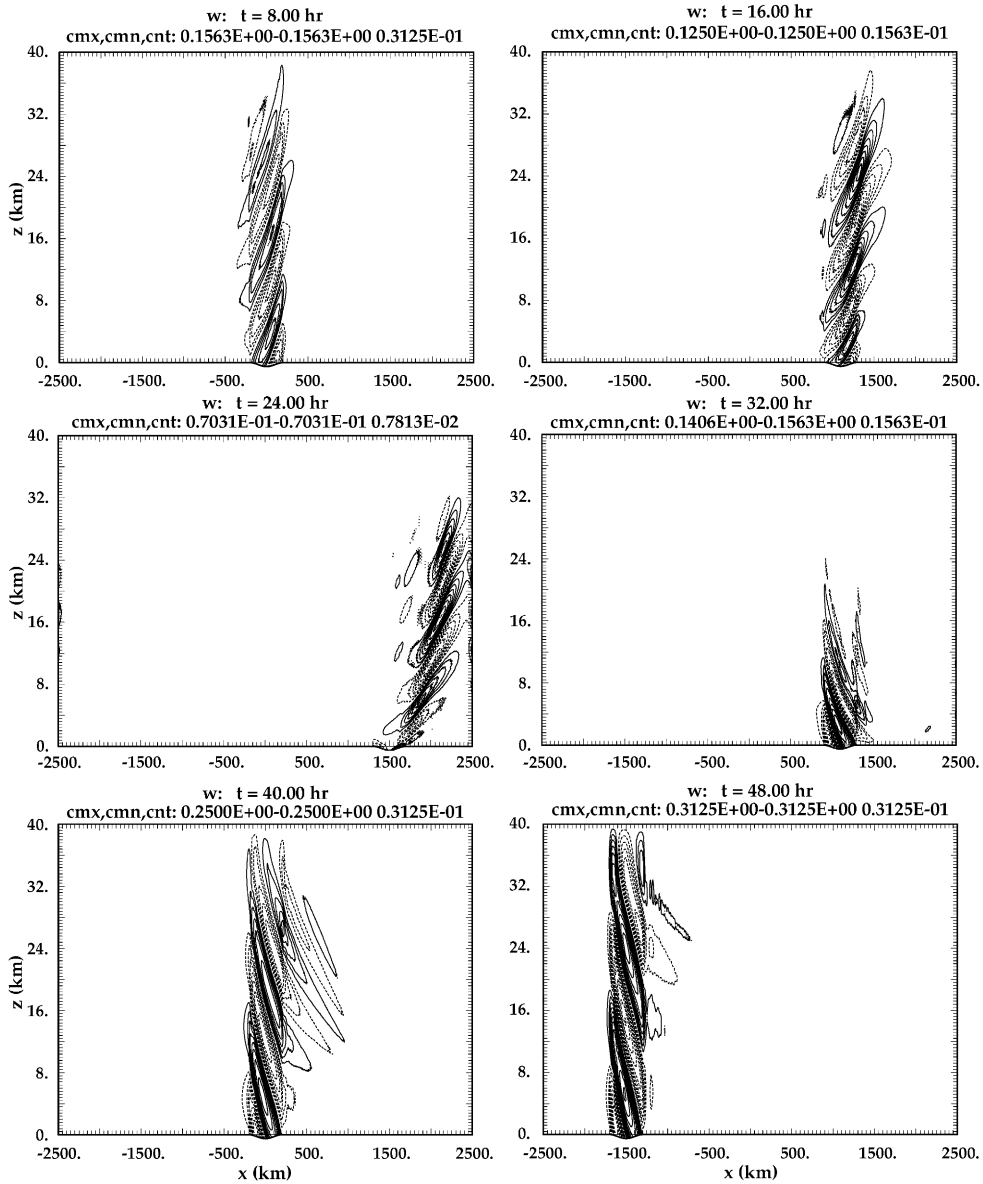 w: t = 8.00 hr
cmx,cmn,cnt: 0.1563E+00-0.1563E+00 0.3125E-01
40.
32.
24.
16.
8.
0.
z (km)
-2500. -1500. -500. 500. 1500. 2500.
w: t = 16.00 hr
cmx,cmn,cnt: 0.1250E+00-0.1250E+00 0.1563E-01
40.
32.
24.
16.
8.
0.
-2500. -1500. -500. 500. 1500. 2500.
w: t = 24.00 hr
cmx,cmn,cnt: 0.7031E-01-0.7031E-01 0.7813E-02
40.
32.
24.
16.
8.
0.
z (km)
-2500. -1500. -500. 500. 1500. 2500.
w: t = 32.00 hr
cmx,cmn,cnt: 0.1406E+00-0.1563E+00 0.1563E-01
40.
32.
24.
16.
8.
0.
-2500. -1500. -500. 500. 1500. 2500.
w: t = 40.00 hr
cmx,cmn,cnt: 0.2500E+00-0.2500E+00 0.3125E-01
40.
32.
24.
16.
8.
0.
z (km)
-2500. -1500. -500. 500. 1500. 2500.
x (km)
w: t = 48.00 hr
cmx,cmn,cnt: 0.3125E+00-0.3125E+00 0.3125E-01
40.
32.
24.
16.
8.
0.
-2500. -1500. -500. 500. 1500. 2500.
x (km)